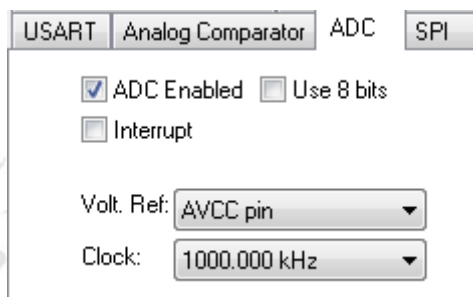 USART Analog Comparator ADC SPI
ADC Enabled Use 8 bits
Interrupt
Volt. Ref: AVCC pin
Clock: 1000.000 kHz